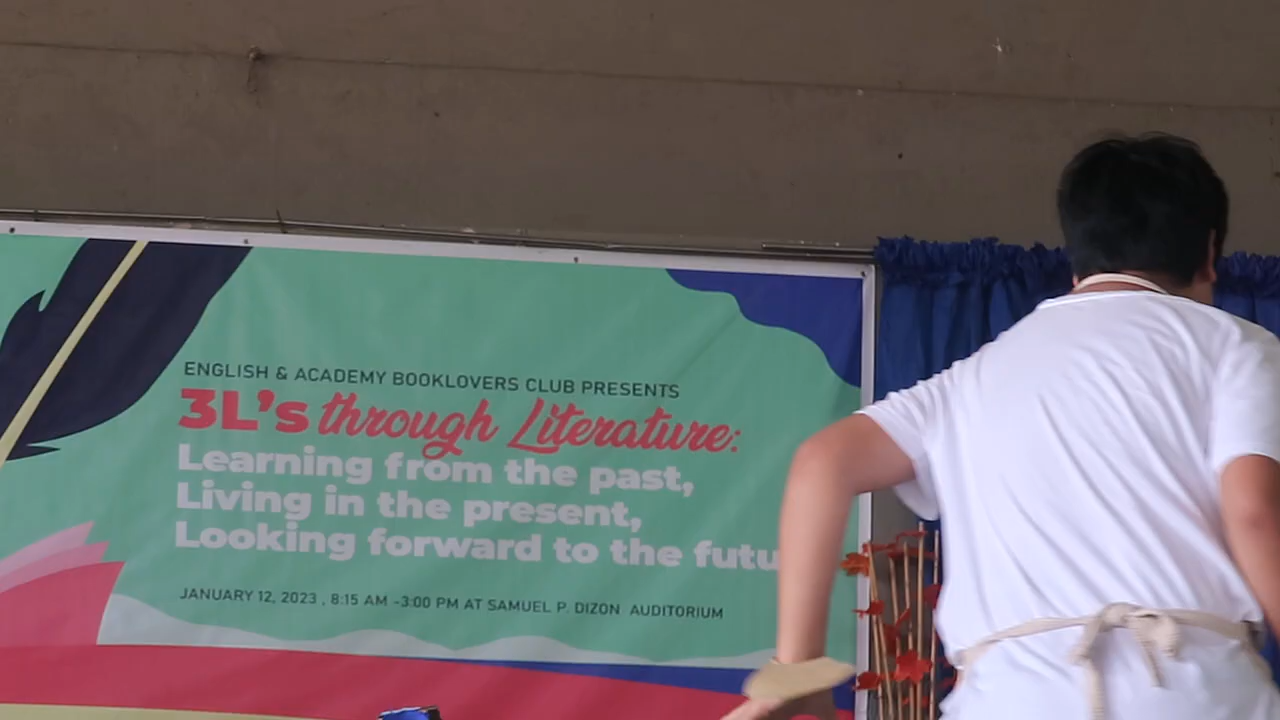 ENGLISH & ACADEMY BOOKLOVERS CLUB PRESENTS
3L's through Literature:
Learning from the past,
Living in the present,
Looking forward to the futu
JANUARY 12, 2023 , 8:15 AM -3:00 PM AT SAMUEL P. DIZON AUDITORIUM